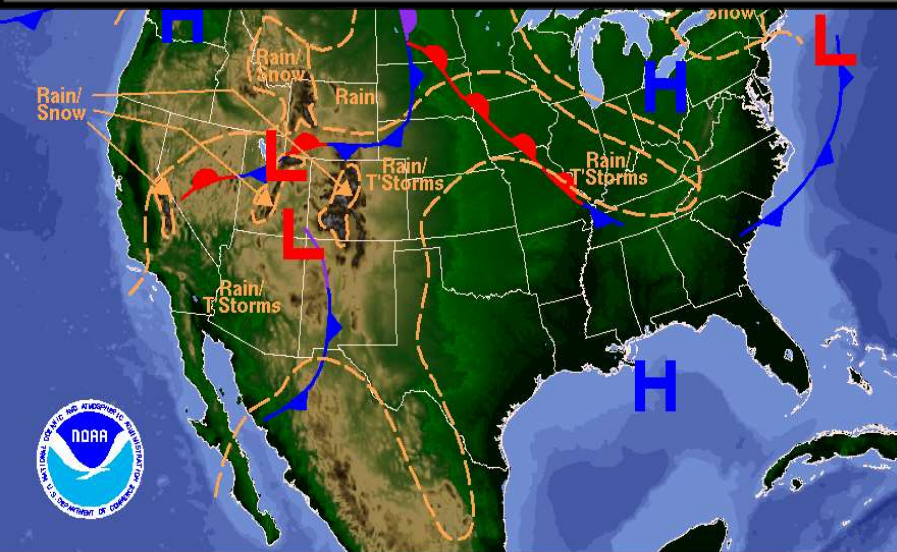 H
Snow
L
Rain/
Snow
Rain/
Snow
Rain
H
L
Rain/
T'Storms
Rain/
T'Storms
L
Rain/
T'Storms
H
NOAA
NATIONAL OCEANIC AND ATMOSPHERIC ADMINISTRATION
U.S. DEPARTMENT OF COMMERCE